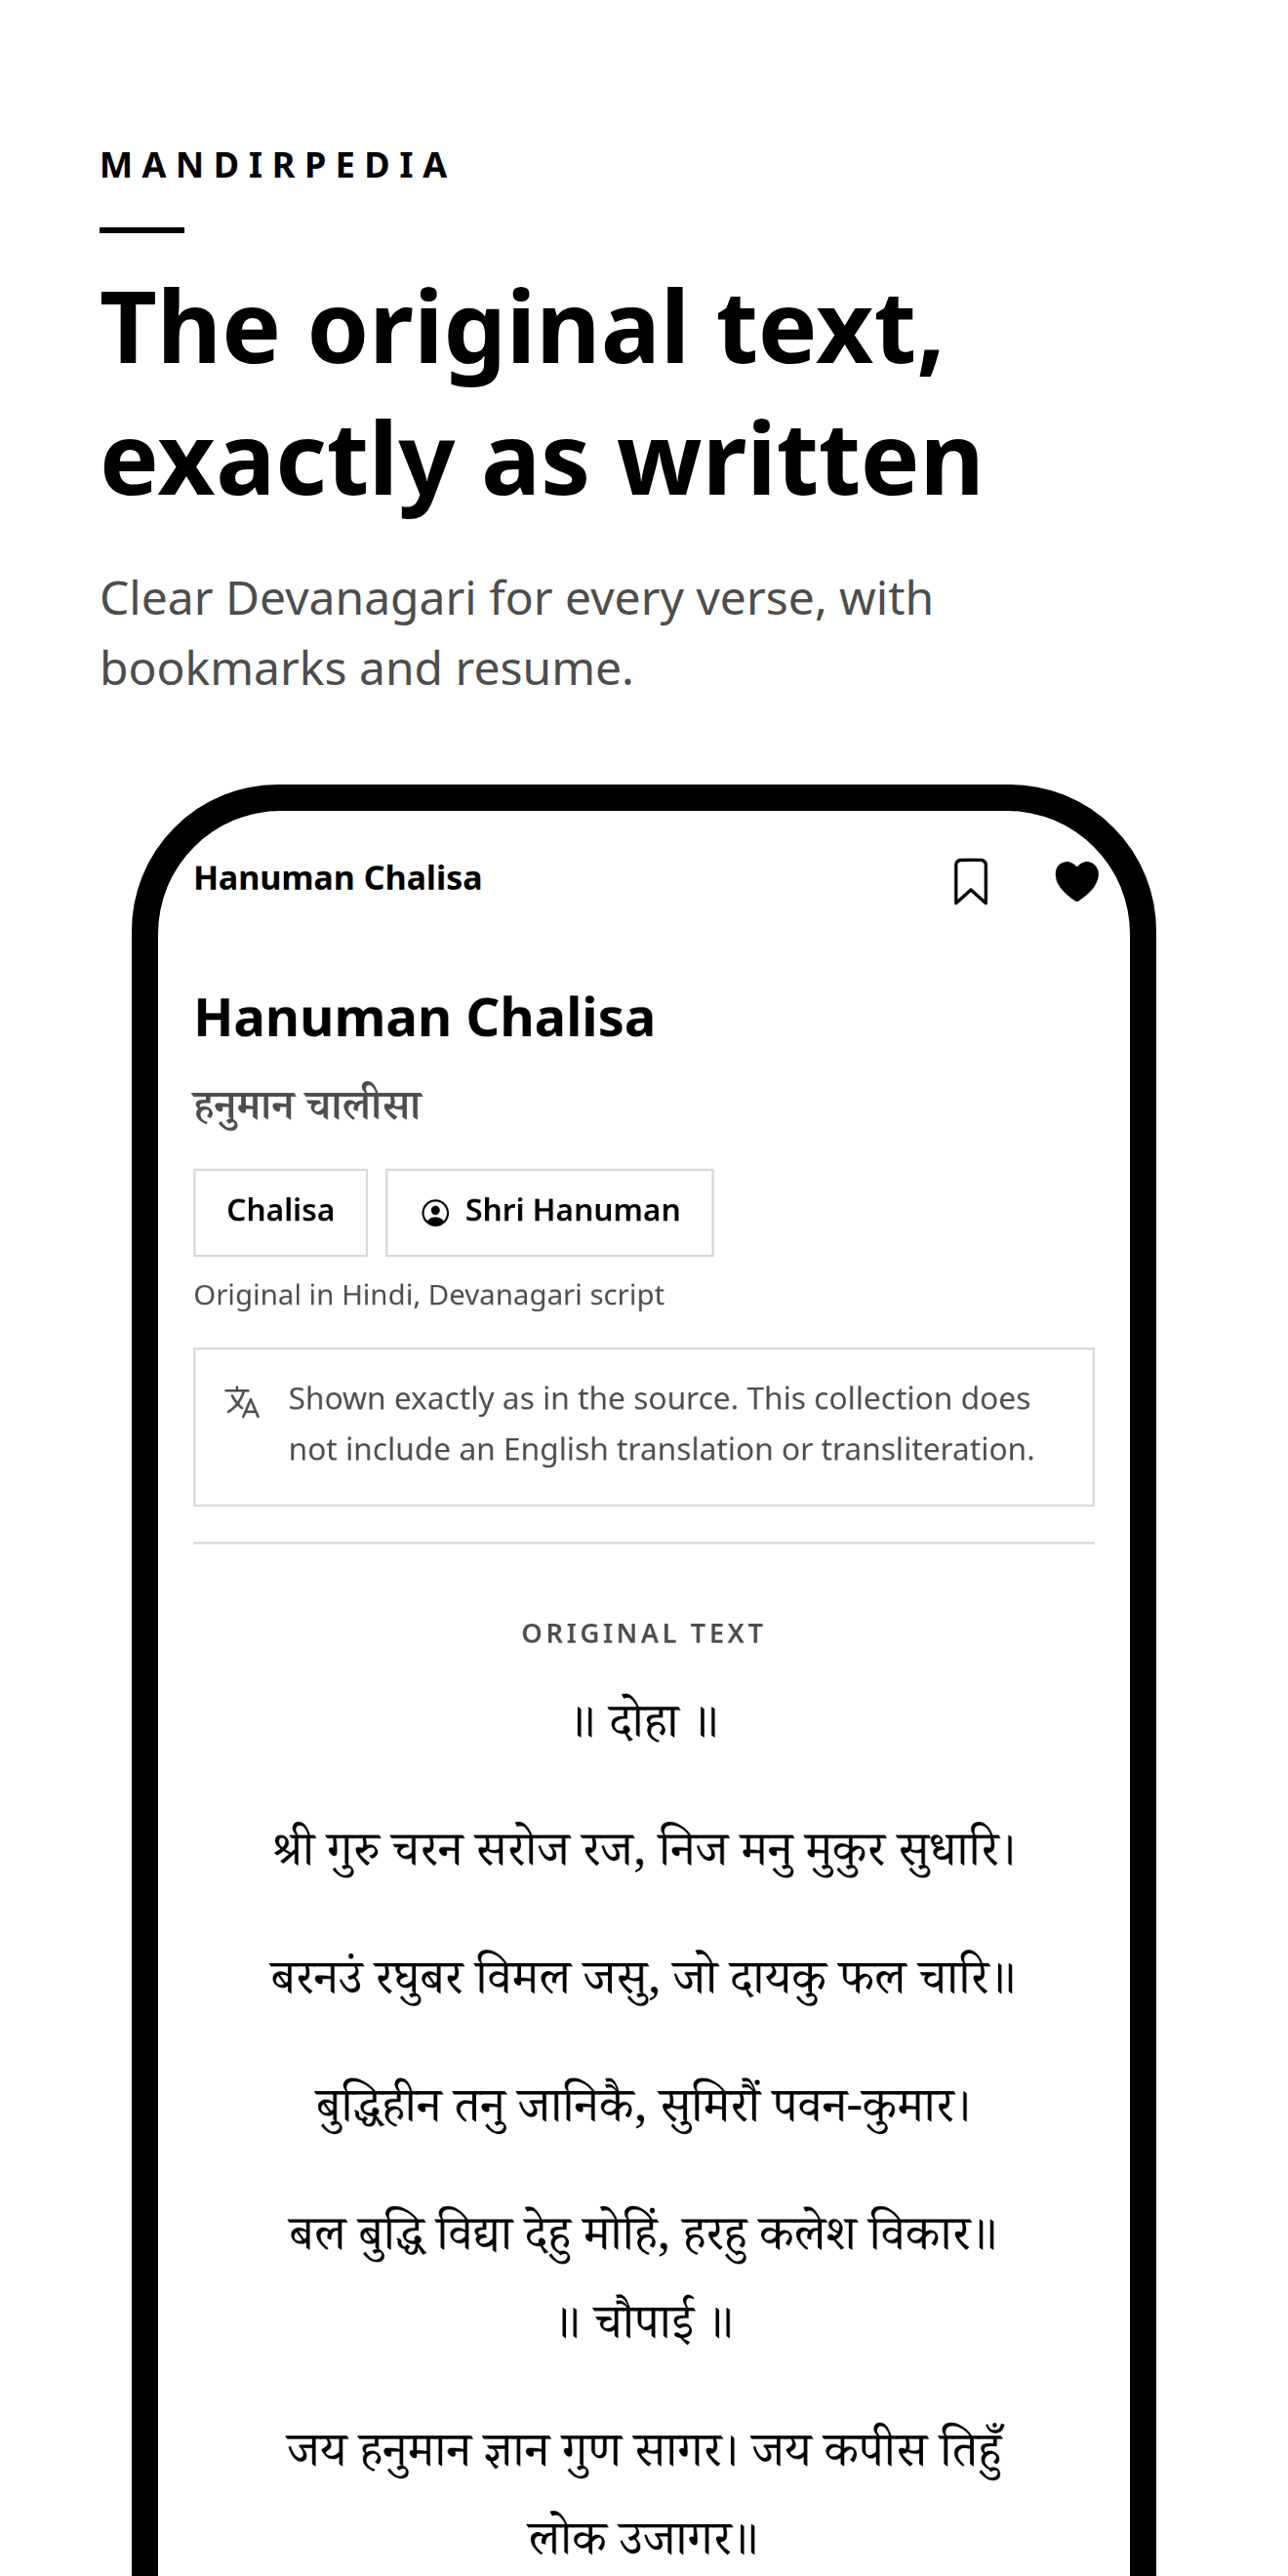 MANDIRPEDIA
The original text,
exactly as written
Clear Devanagari for every verse, with
bookmarks and resume.
Hanuman Chalisa
Hanuman Chalisa
हनुमान चालीसा
Chalisa Shri Hanuman
Original in Hindi, Devanagari script
Shown exactly as in the source. This collection does
not include an English translation or transliteration.
ORIGINAL TEXT
॥ दोहा ॥
श्री गुरु चरन सरोज रज, निज मनु मुकुर सुधारि।
बरनउं रघुबर विमल जसु, जो दायकु फल चारि॥
बुद्धिहीन तनु जानिकै, सुमिरौं पवन-कुमार।
बल बुद्धि विद्या देहु मोहिं, हरहु कलेश विकार॥
॥ चौपाई ॥
जय हनुमान ज्ञान गुण सागर। जय कपीस तिहुँ
लोक उजागर॥